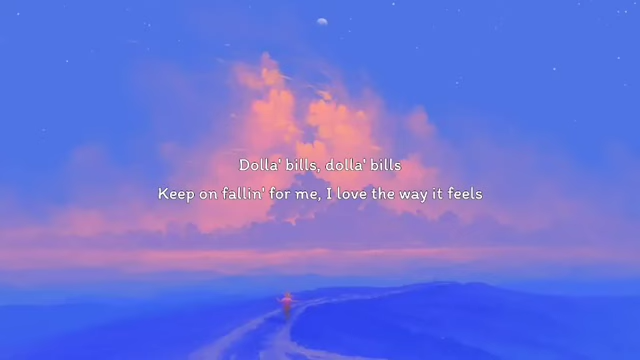 Dolla' bills, dolla' bills
Keep on fallin' for me, I love the way it feels